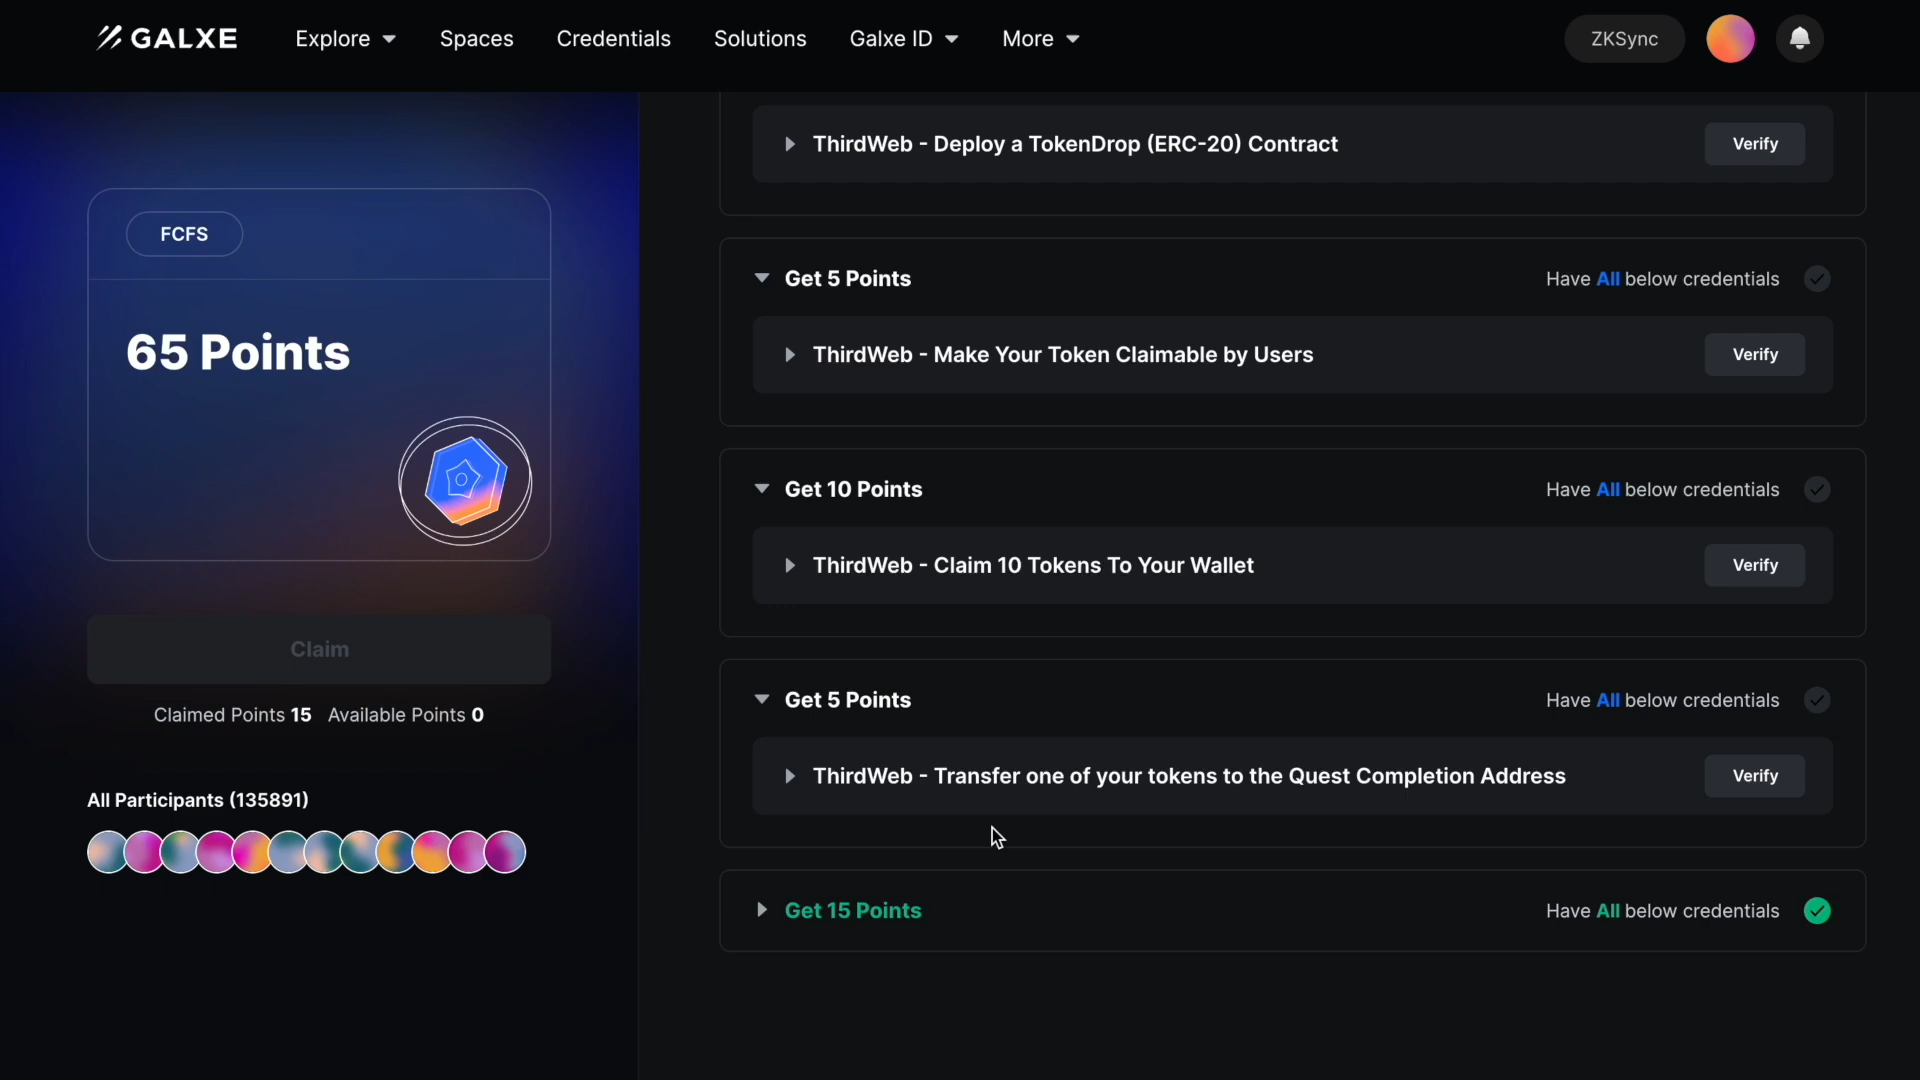 GALXE
Explore
Spaces
Credentials
Solutions
Galxe ID
More
ZKSync
FCFS
65 Points
Claim
Claimed Points 15 Available Points 0
All Participants (135891)
ThirdWeb - Deploy a TokenDrop (ERC-20) Contract
Verify
Get 5 Points
Have All below credentials
ThirdWeb - Make Your Token Claimable by Users
Verify
Get 10 Points
Have All below credentials
ThirdWeb - Claim 10 Tokens To Your Wallet
Verify
Get 5 Points
Have All below credentials
ThirdWeb - Transfer one of your tokens to the Quest Completion Address
Verify
Get 15 Points
Have All below credentials